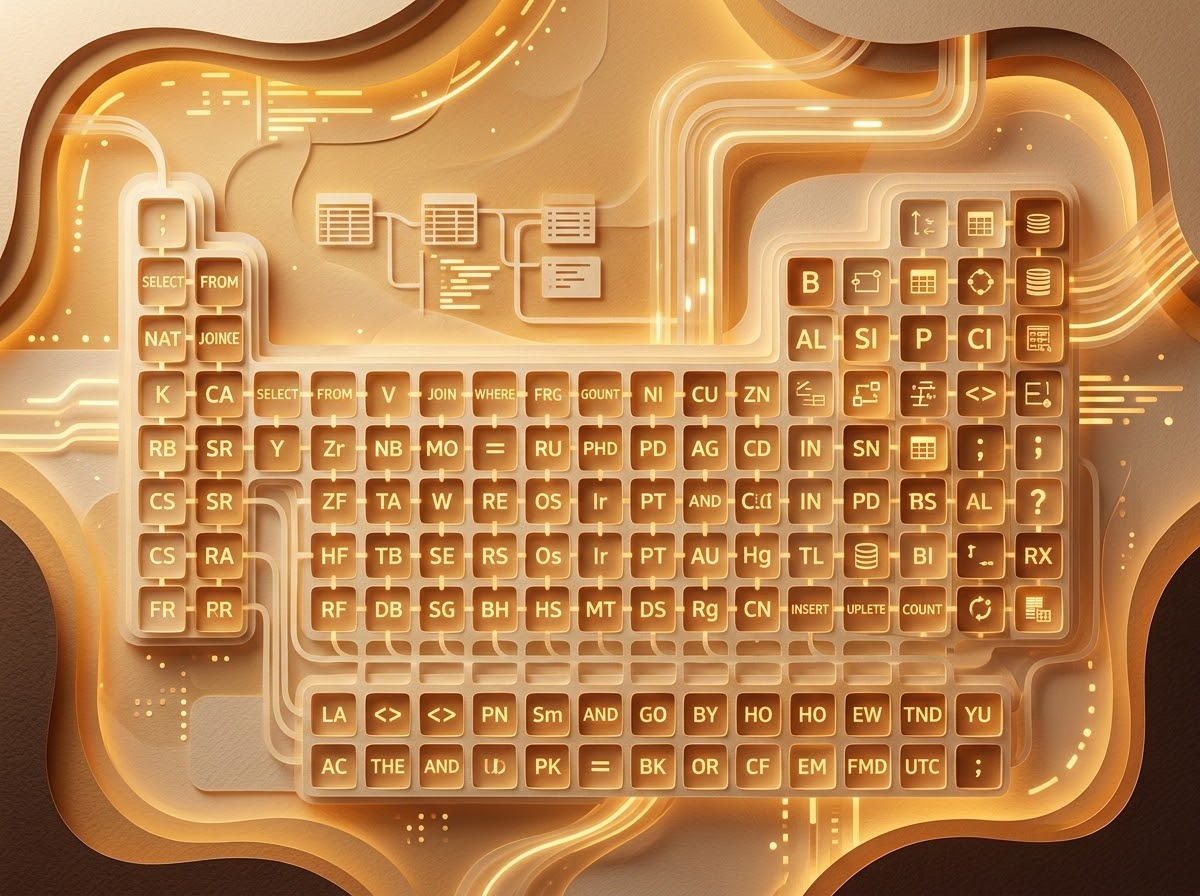 ;
SELECT FROM B
NAT JOINCE AL SI P CI
K CA SELECT FROM V JOIN WHERE FRG GOUNT NI CU ZN <> E!
RB SR Y Zr NB MO = RU PHD PD AG CD IN SN ; ;
CS SR ZF TA W RE OS Ir PT AND IN PD BS AL ?
CS RA HF TB SE RS Os Ir PT AU Hg TL BI RX
FR PR RF DB SG BH HS MT DS Rg CN INSERT UPLETE COUNT
LA <> <> PN Sm AND GO BY HO HO EW TND YU
AC THE AND PK = BK OR CF EM FMD UTC ;